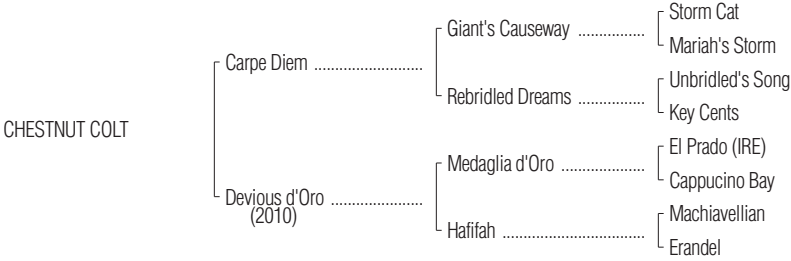 Storm Cat
Giant's Causeway ................
Mariah's Storm
Carpe Diem ..........................
Unbridled's Song
Rebridled Dreams ................
Key Cents
CHESTNUT COLT
El Prado (IRE)
Medaglia d'Oro ....................
Cappucino Bay
Devious d'Oro ......................
(2010)
Machiavellian
Hafifah ..................................
Erandel